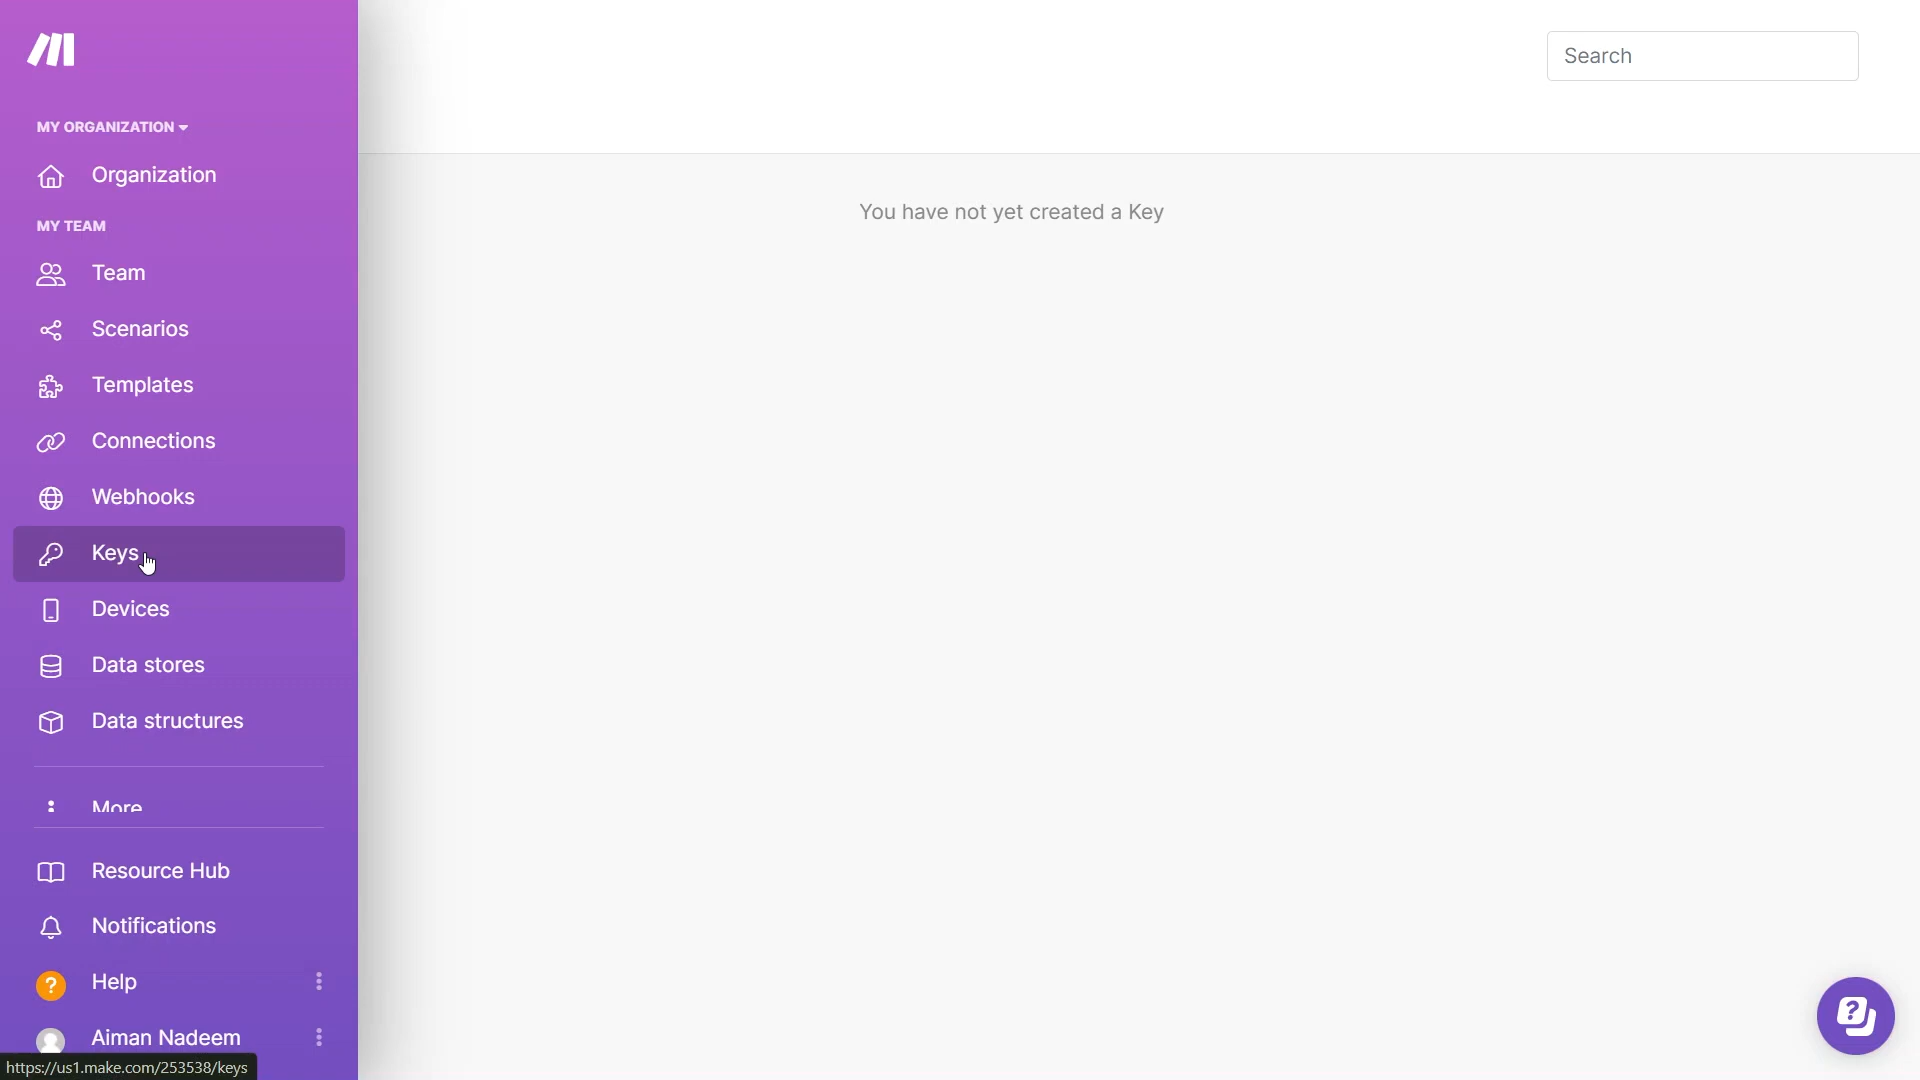 Search
MY ORGANIZATION
Organization
MY TEAM
Team
Scenarios
Templates
Connections
Webhooks
Keys
Devices
Data stores
Data structures
More
Resource Hub
Notifications
? Help
Aiman Nadeem
https://us1.make.com/253538/keys
You have not yet created a Key
?